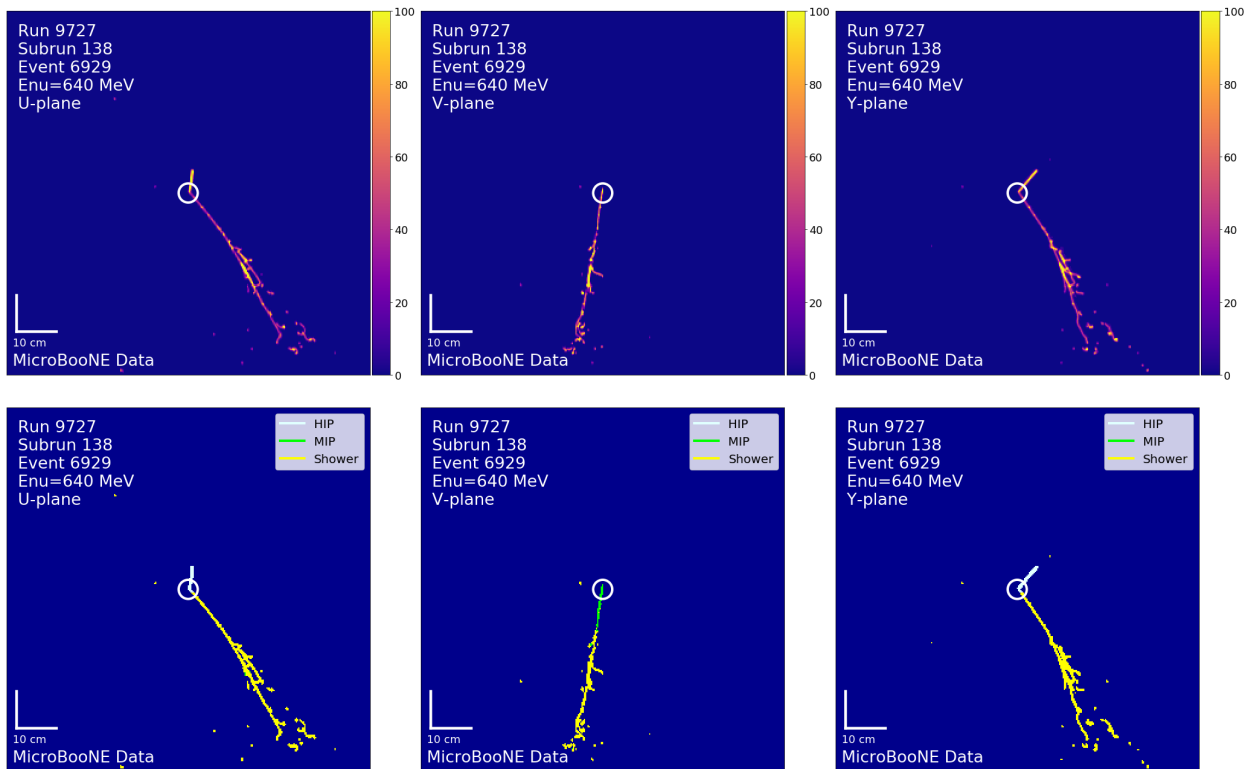 Run 9727
Subrun 138
Event 6929
Enu=640 MeV
U-plane
10 cm
MicroBooNE Data
100
80
60
40
20
0
Run 9727
Subrun 138
Event 6929
Enu=640 MeV
V-plane
10 cm
MicroBooNE Data
100
80
60
40
20
0
Run 9727
Subrun 138
Event 6929
Enu=640 MeV
Y-plane
10 cm
MicroBooNE Data
100
80
60
40
20
0
Run 9727
Subrun 138
Event 6929
Enu=640 MeV
U-plane
HIP
MIP
Shower
10 cm
MicroBooNE Data
Run 9727
Subrun 138
Event 6929
Enu=640 MeV
V-plane
HIP
MIP
Shower
10 cm
MicroBooNE Data
Run 9727
Subrun 138
Event 6929
Enu=640 MeV
Y-plane
HIP
MIP
Shower
10 cm
MicroBooNE Data